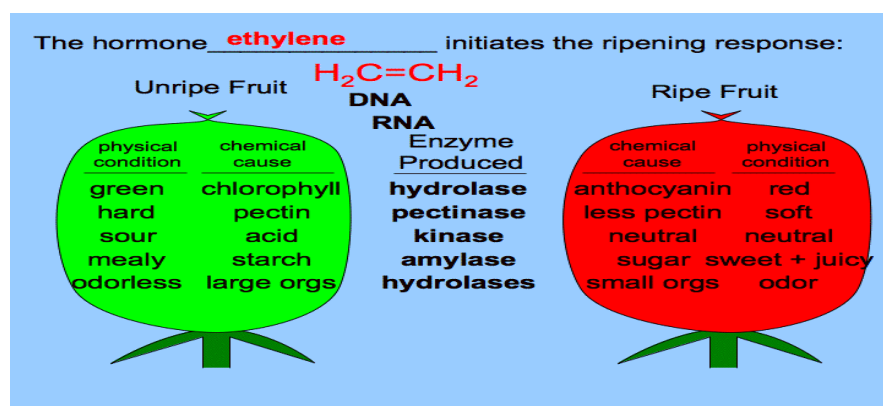 The hormone ethylene initiates the ripening response:
H₂C=CH₂
Unripe Fruit
Ripe Fruit
DNA
RNA
physical condition chemical cause Enzyme Produced chemical cause physical condition
green chlorophyll hydrolase anthocyanin red
hard pectin pectinase less pectin soft
sour acid kinase neutral neutral
mealy starch amylase sugar sweet + juicy
odorless large orgs hydrolases small orgs odor